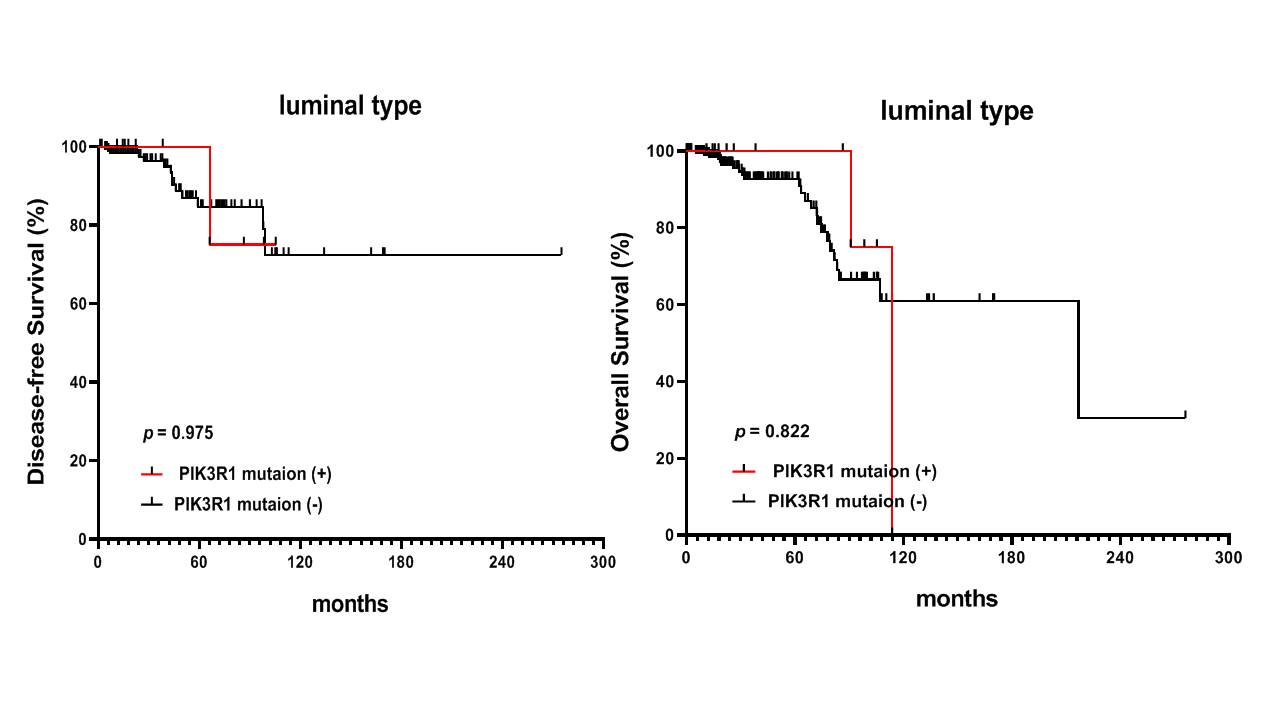 luminal type
Disease-free Survival (%)
100
80
60
40
20
0
p = 0.975
PIK3R1 mutaion (+)
PIK3R1 mutaion (-)
0 60 120 180 240 300
months
luminal type
Overall Survival (%)
100
80
60
40
20
0
p = 0.822
PIK3R1 mutaion (+)
PIK3R1 mutaion (-)
0 60 120 180 240 300
months